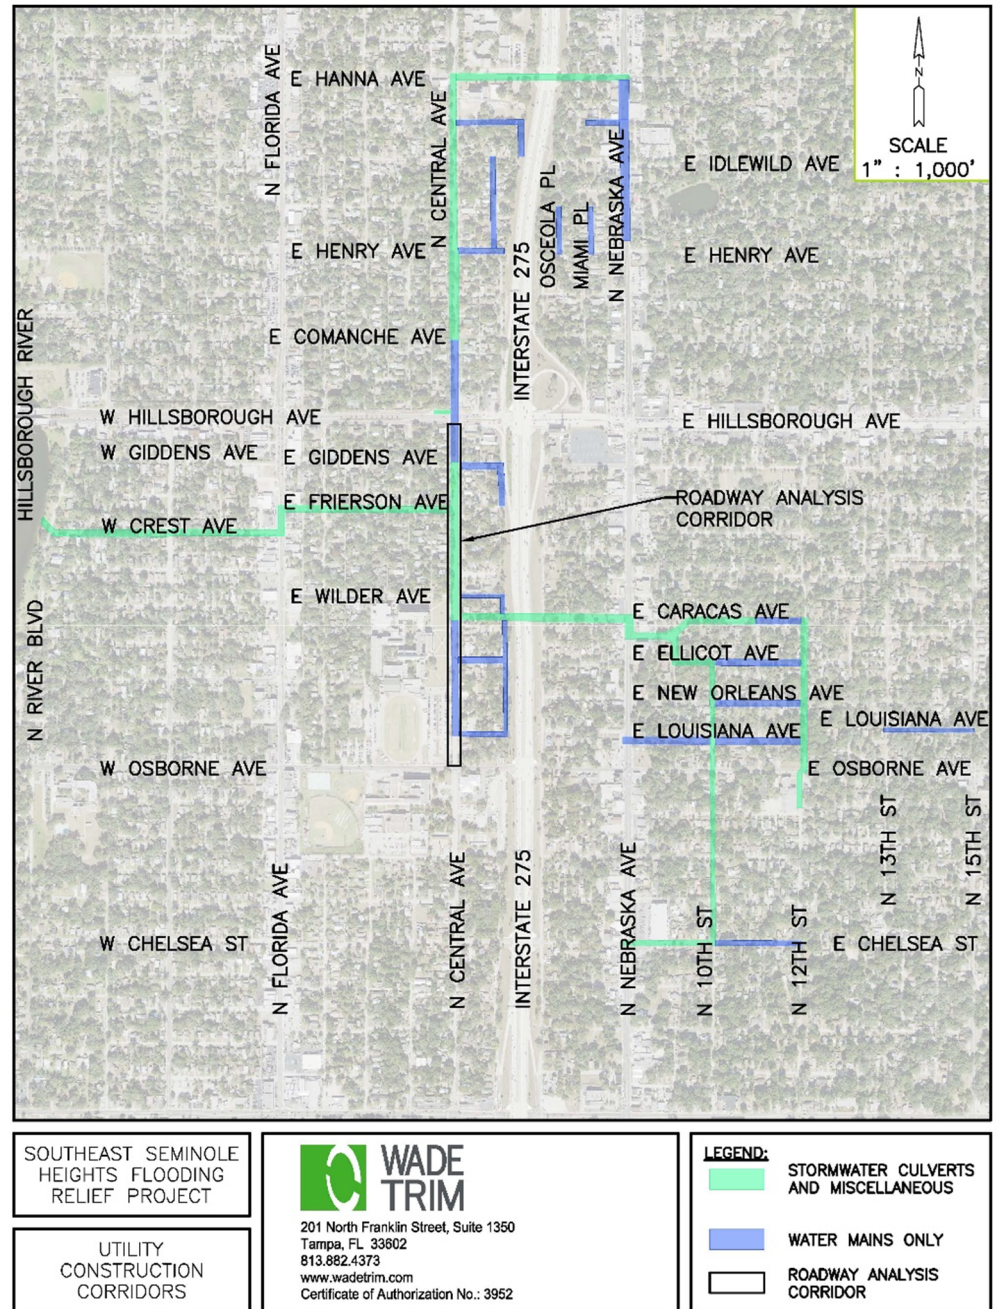 N
SCALE
1" : 1,000'
E HANNA AVE
N FLORIDA AVE
N CENTRAL AVE
E IDLEWILD AVE
OSCEOLA PL
MIAMI PL
N NEBRASKA AVE
E HENRY AVE
E HENRY AVE
INTERSTATE 275
E COMANCHE AVE
HILLSBOROUGH RIVER
W HILLSBOROUGH AVE
E HILLSBOROUGH AVE
W GIDDENS AVE
E GIDDENS AVE
E FRIERSON AVE
ROADWAY ANALYSIS
CORRIDOR
W CREST AVE
E WILDER AVE
E CARACAS AVE
N RIVER BLVD
E ELLICOT AVE
E NEW ORLEANS AVE
E LOUISIANA AVE
E LOUISIANA AVE
W OSBORNE AVE
E OSBORNE AVE
N 13TH ST
N 15TH ST
N FLORIDA AVE
N CENTRAL AVE
INTERSTATE 275
N NEBRASKA AVE
N 10TH ST
N 12TH ST
W CHELSEA ST
E CHELSEA ST
SOUTHEAST SEMINOLE
HEIGHTS FLOODING
RELIEF PROJECT
UTILITY
CONSTRUCTION
CORRIDORS
WADE
TRIM
201 North Franklin Street, Suite 1350
Tampa, FL 33602
813.882.4373
www.wadetrim.com
Certificate of Authorization No.: 3952
LEGEND:
STORMWATER CULVERTS
AND MISCELLANEOUS
WATER MAINS ONLY
ROADWAY ANALYSIS
CORRIDOR